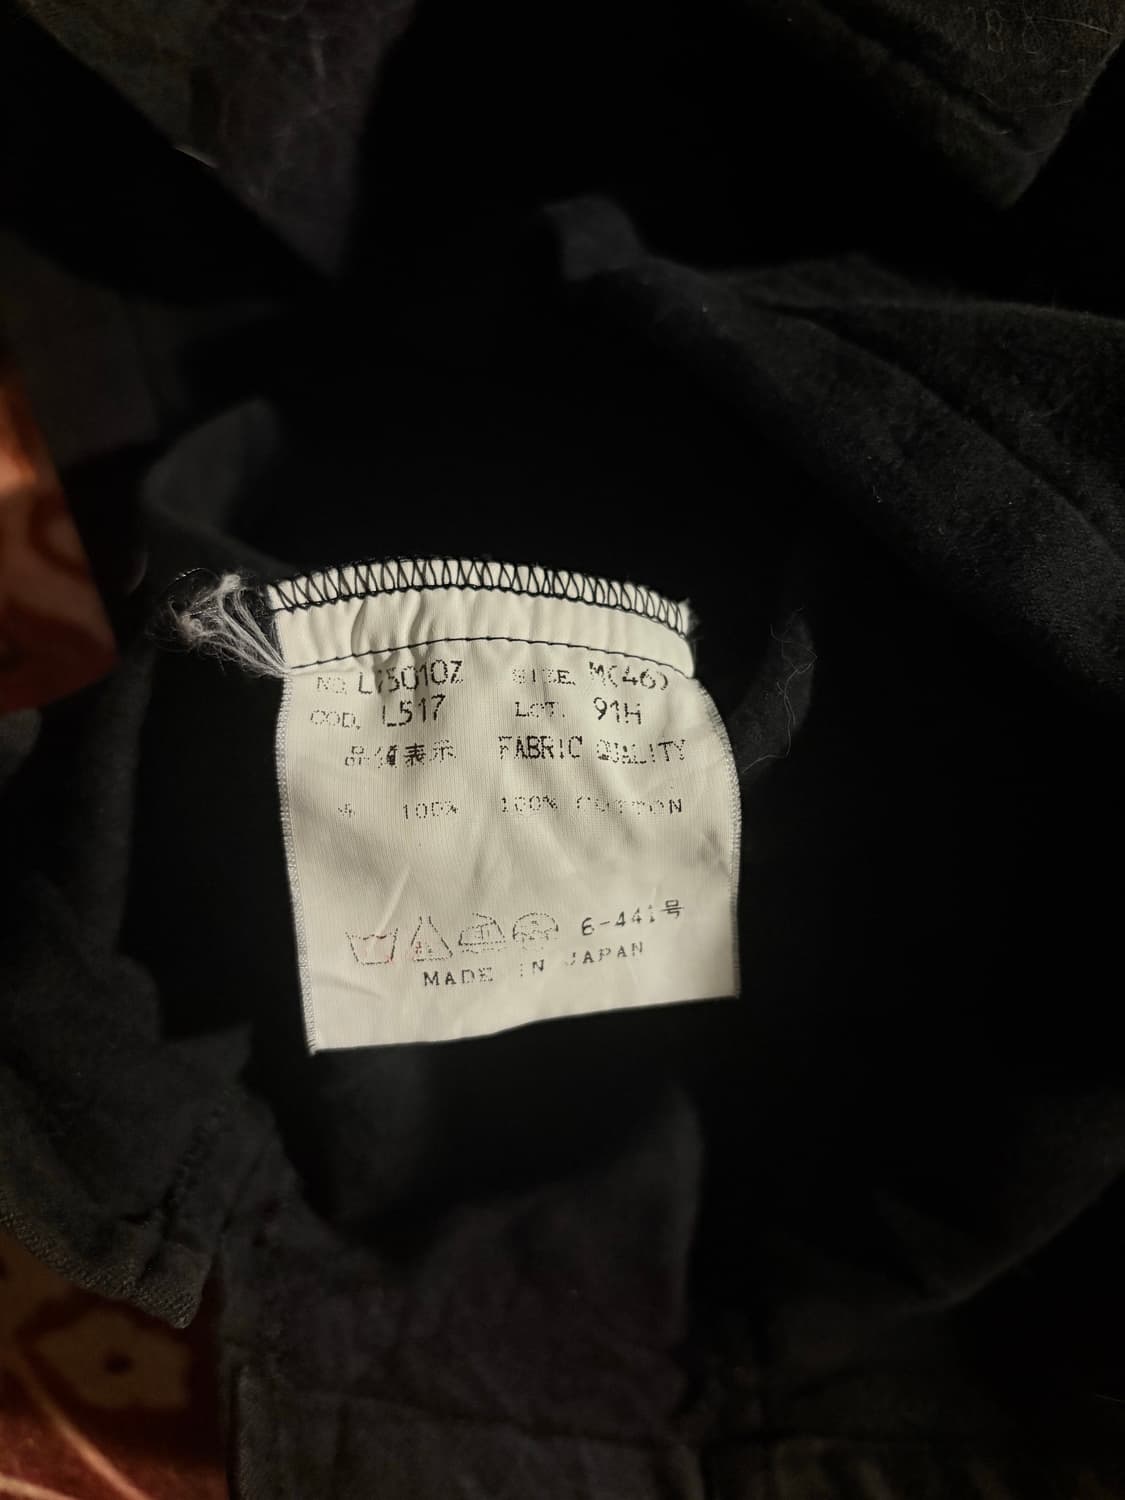 NO. L75010Z SIZE. M(46)
COD. L517 LOT. 91H
品質表示 FABRIC QUALITY
綿 100% 100% COTTON
6-441号
MADE IN JAPAN